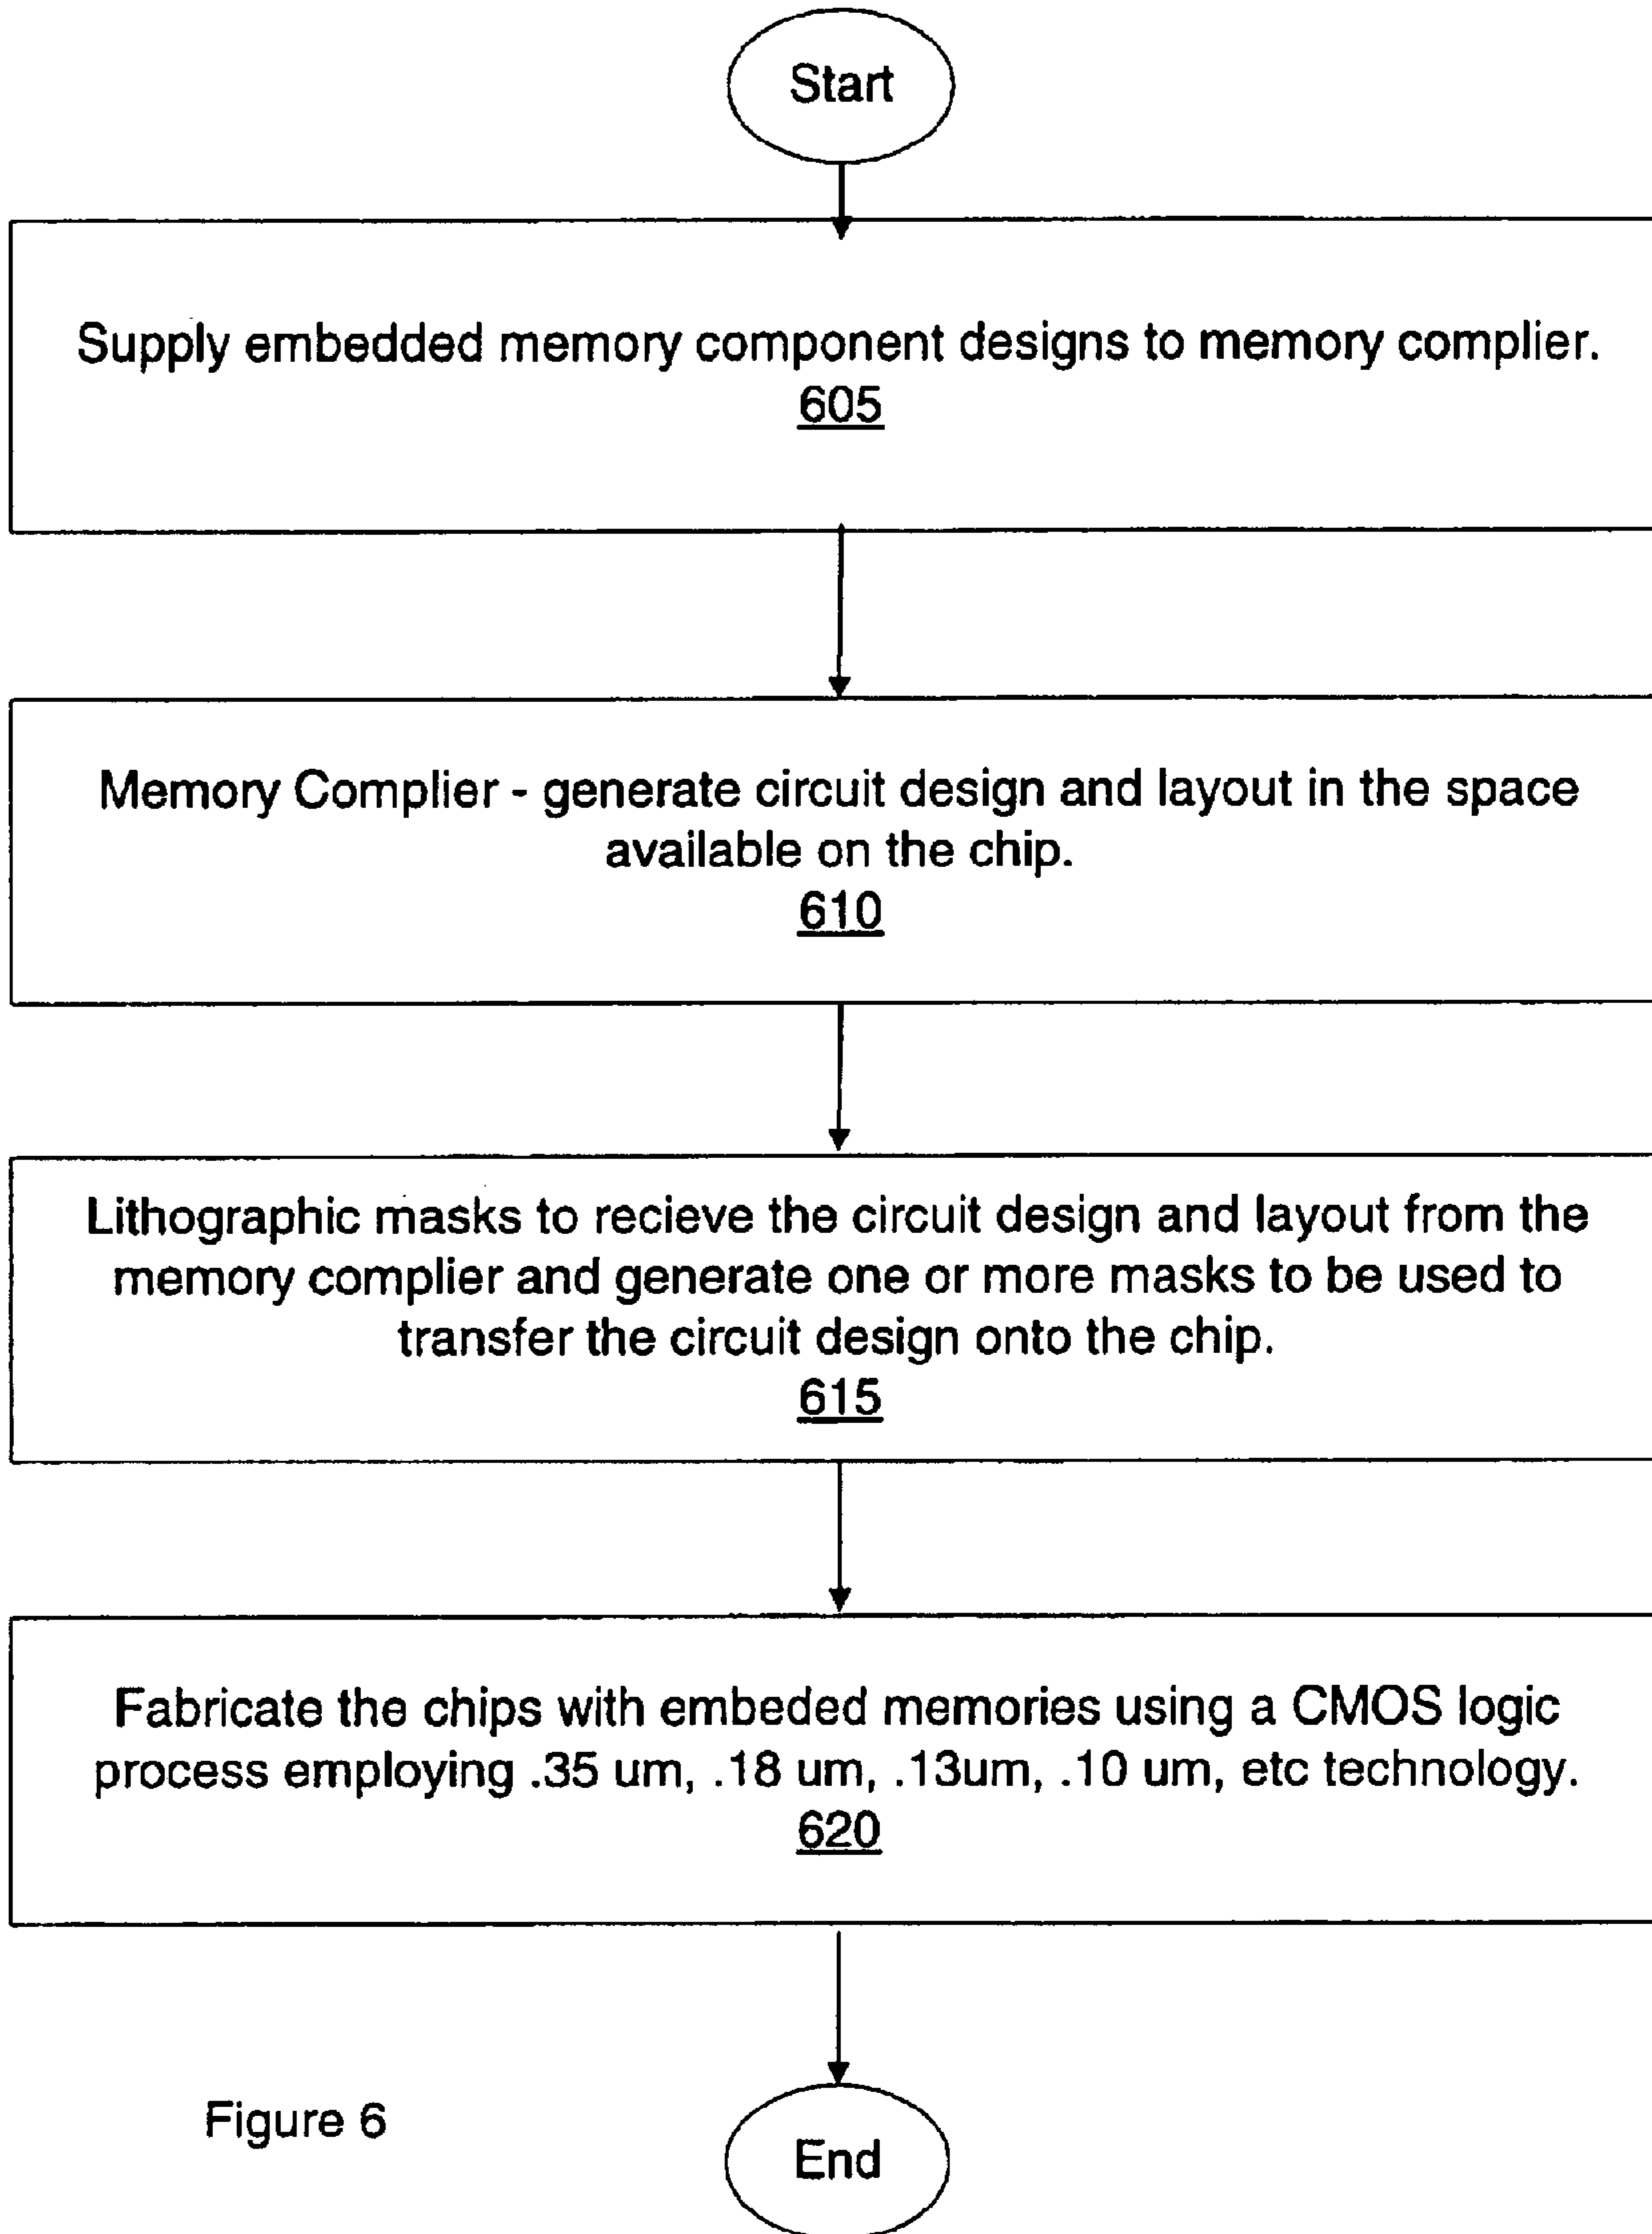 Start
Supply embedded memory component designs to memory complier.
605
Memory Complier - generate circuit design and layout in the space
available on the chip.
610
Lithographic masks to recieve the circuit design and layout from the
memory complier and generate one or more masks to be used to
transfer the circuit design onto the chip.
615
Fabricate the chips with embeded memories using a CMOS logic
process employing .35 um, .18 um, .13um, .10 um, etc technology.
620
Figure 6
End